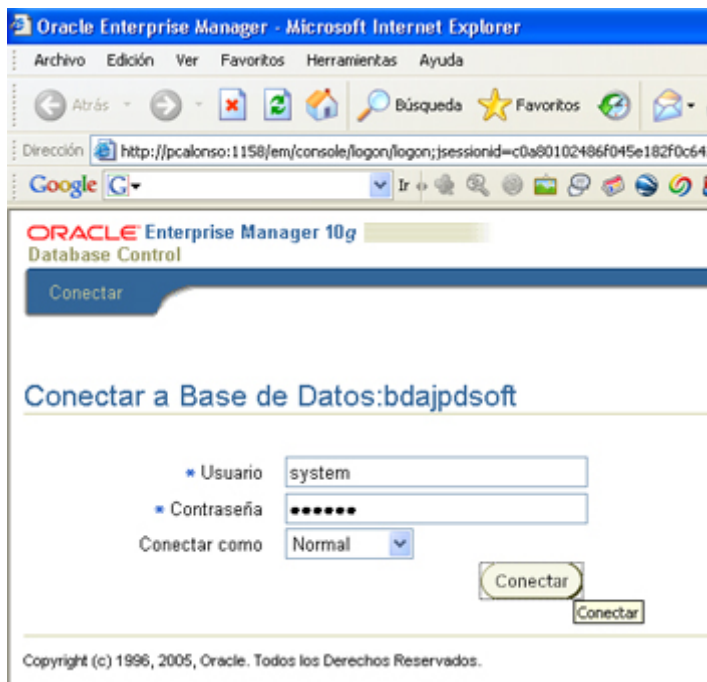 Oracle Enterprise Manager - Microsoft Internet Explorer
Archivo Edición Ver Favoritos Herramientas Ayuda
Atrás Búsqueda Favoritos
Dirección http://pcalonso:1158/em/console/logon/logon;jsessionid=c0a80102486f045e182f0c64
Google G Ir
ORACLE Enterprise Manager 10g
Database Control
Conectar
Conectar a Base de Datos:bdajpdsoft
* Usuario system
* Contraseña ••••••
Conectar como Normal
Conectar
Conectar
Copyright (c) 1996, 2005, Oracle. Todos los Derechos Reservados.